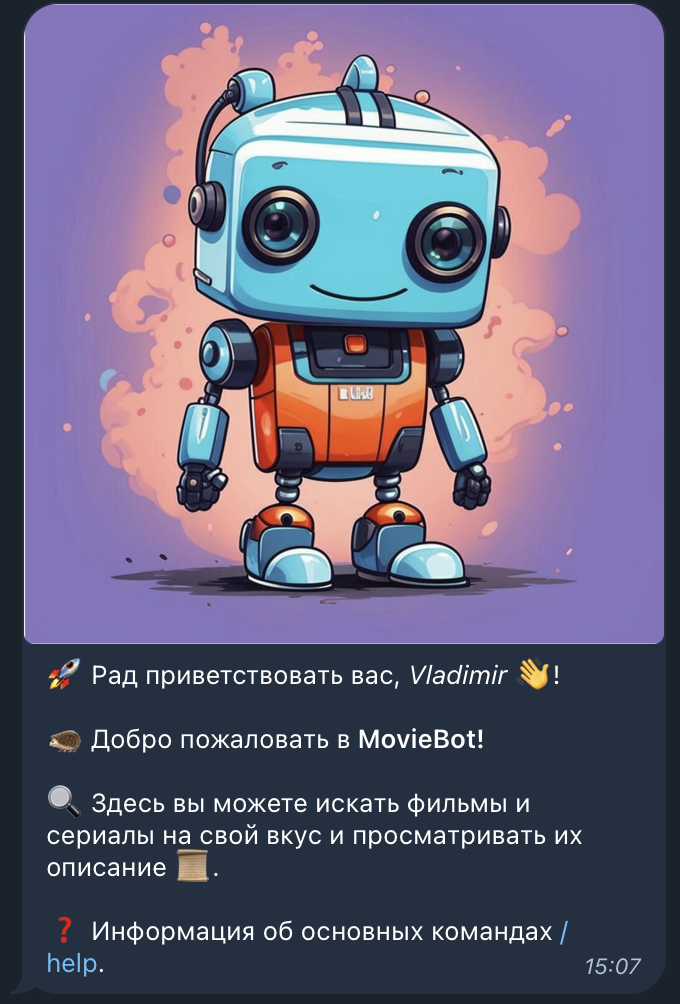 🚀 Рад приветствовать вас, Vladimir 👋!
🦔 Добро пожаловать в MovieBot!
🔍 Здесь вы можете искать фильмы и
сериалы на свой вкус и просматривать их
описание 📜.
❓ Информация об основных командах /
help.
15:07